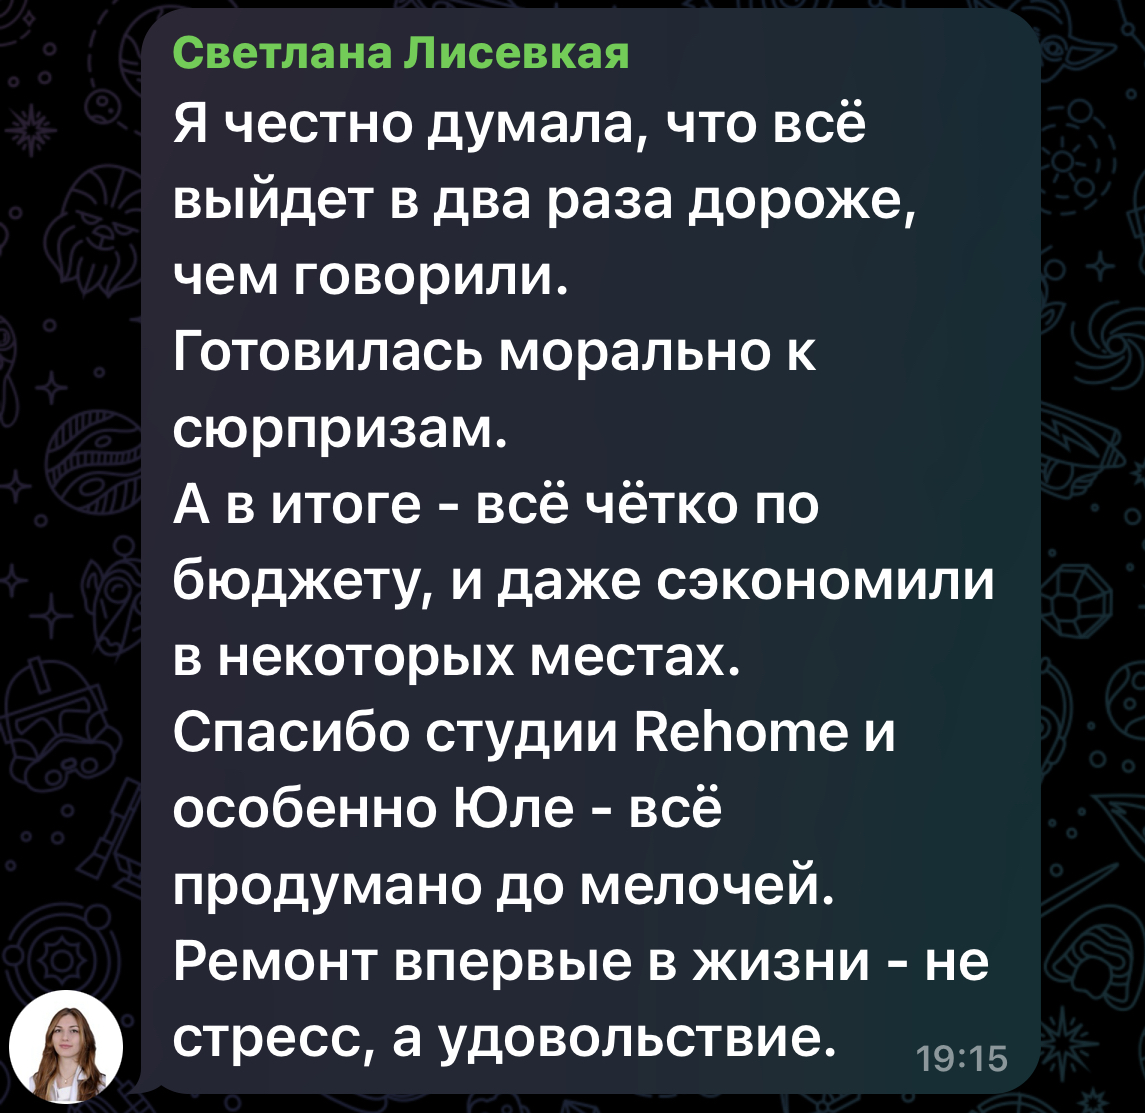 Светлана Лисевкая
Я честно думала, что всё
выйдет в два раза дороже,
чем говорили.
Готовилась морально к
сюрпризам.
А в итоге - всё чётко по
бюджету, и даже сэкономили
в некоторых местах.
Спасибо студии Rehome и
особенно Юле - всё
продумано до мелочей.
Ремонт впервые в жизни - не
стресс, а удовольствие.
19:15